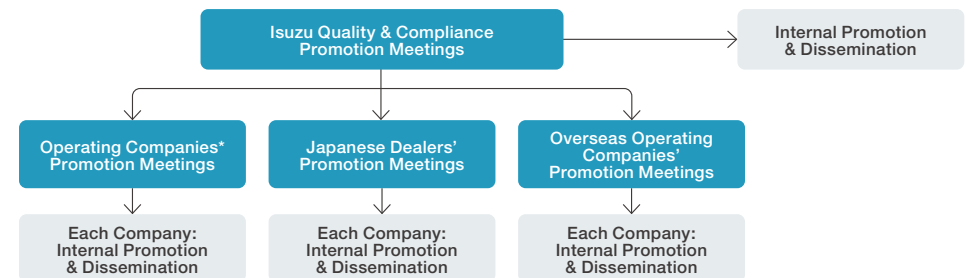 Isuzu Quality & Compliance
Promotion Meetings
Internal Promotion
& Dissemination
Operating Companies*
Promotion Meetings
Japanese Dealers’
Promotion Meetings
Overseas Operating
Companies’
Promotion Meetings
Each Company:
Internal Promotion
& Dissemination
Each Company:
Internal Promotion
& Dissemination
Each Company:
Internal Promotion
& Dissemination